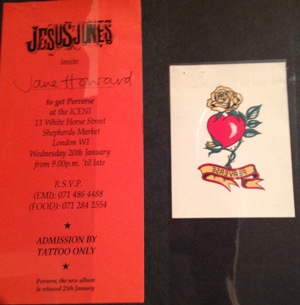 JESUSJONES
invite
Jane Howard
to get Perverse
at the ICENI
11 White Horse Street
Shepherds Market
London W1
Wednesday 20th January
from 9.00p.m. 'til late
R.S.V.P.
(EMI): 071 486 4488
(FOOD): 071 284 2554
★
ADMISSION BY
TATTOO ONLY
★
Perverse, the new album
is released 25th January
PERVERSE